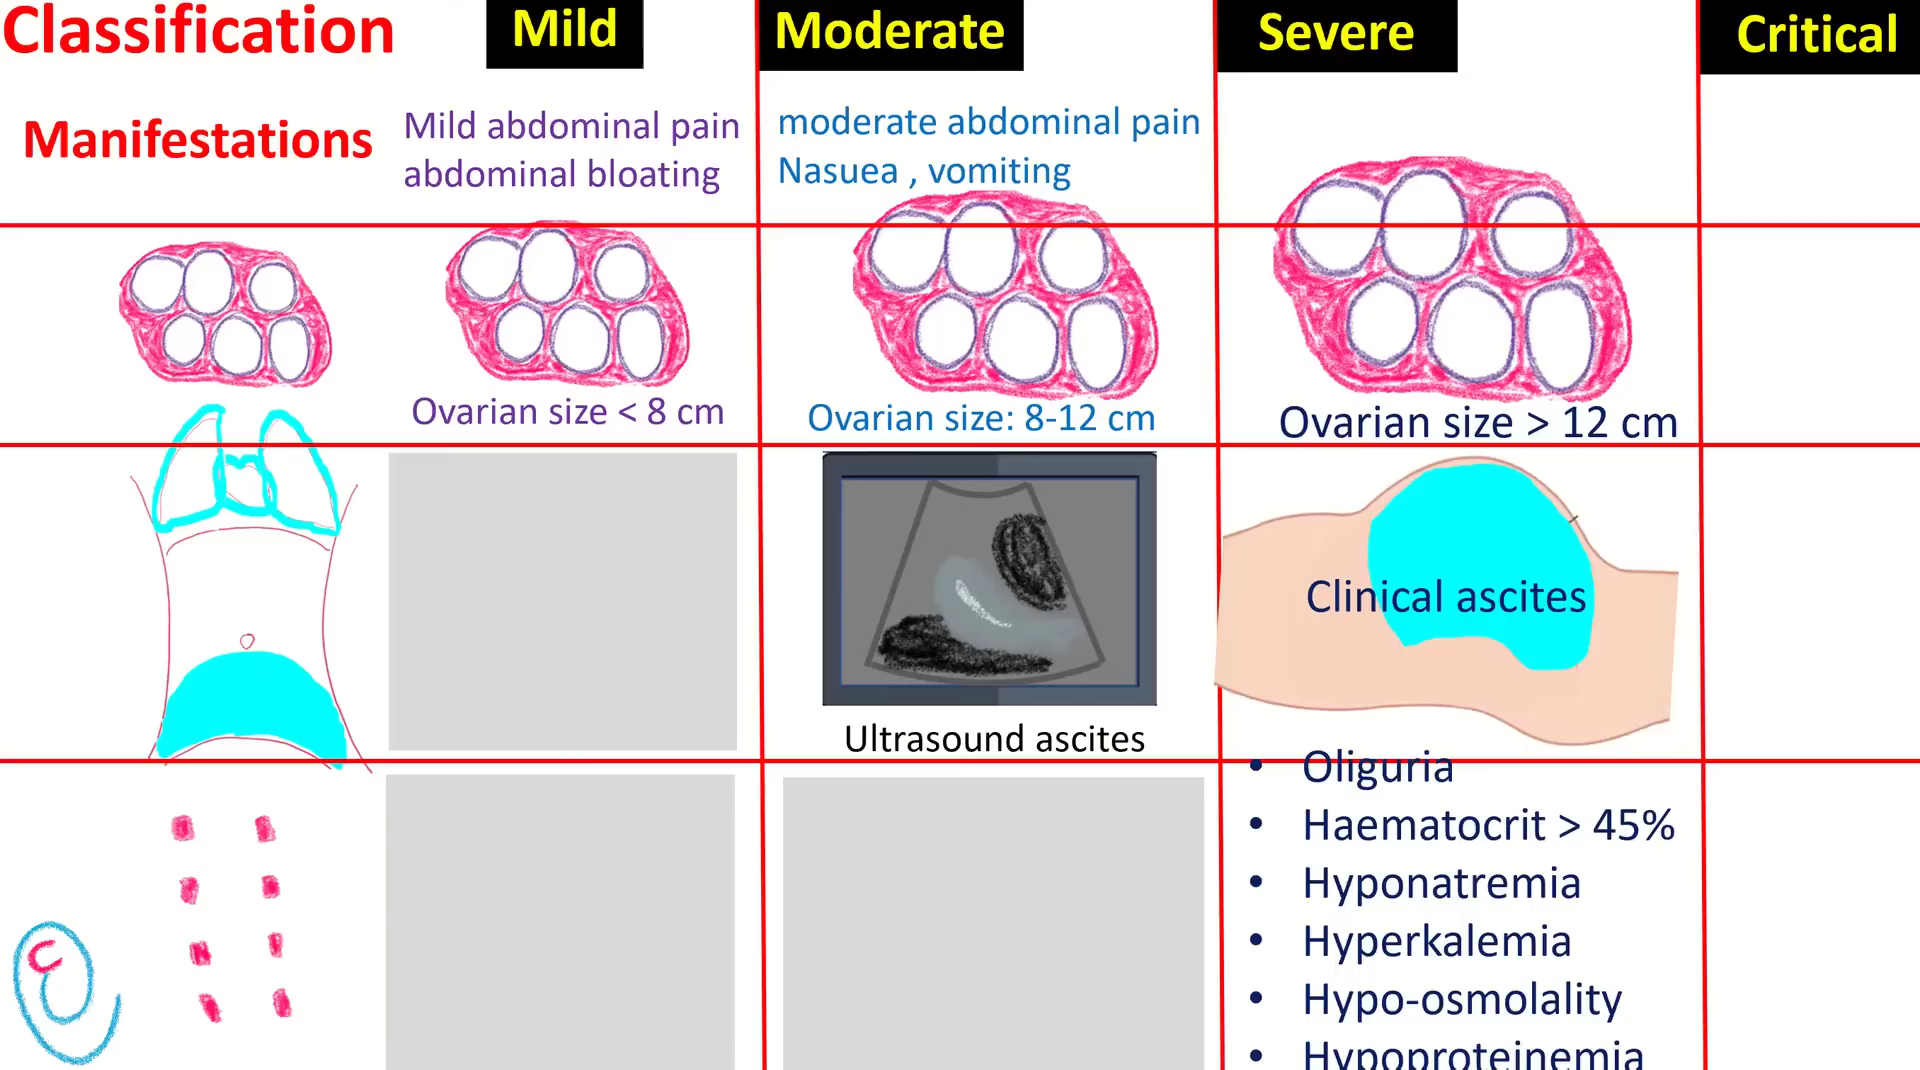 Classification
Mild
Moderate
Severe
Critical
Manifestations
Mild abdominal pain
abdominal bloating
moderate abdominal pain
Nasuea , vomiting
Ovarian size < 8 cm
Ovarian size: 8-12 cm
Ovarian size > 12 cm
Ultrasound ascites
Clinical ascites
• Oliguria
• Haematocrit > 45%
• Hyponatremia
• Hyperkalemia
• Hypo-osmolality
• Hypoproteinemia